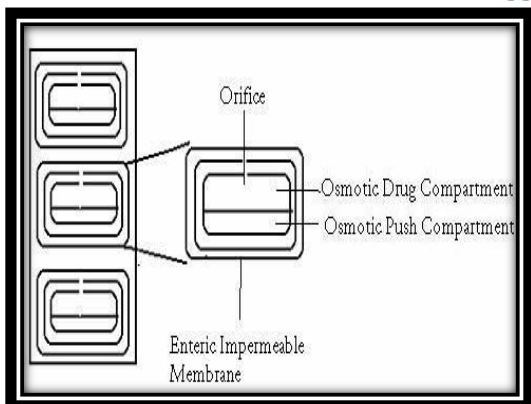 Orifice
Osmotic Drug Compartment
Osmotic Push Compartment
Enteric Impermeable
Membrane